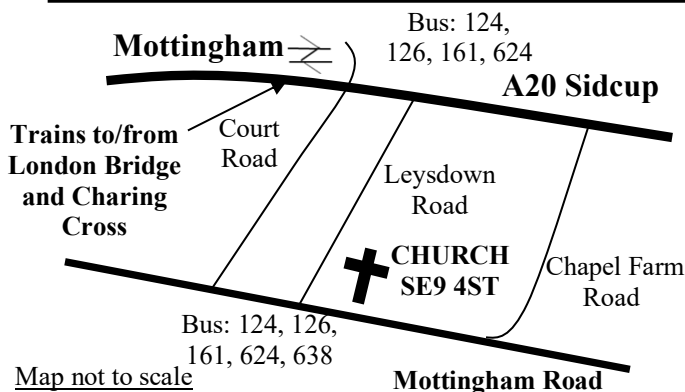 Bus: 124,
126, 161, 624
Mottingham
A20 Sidcup
Trains to/from
London Bridge
and Charing
Cross
Court
Road
Leysdown
Road
CHURCH
SE9 4ST
Chapel Farm
Road
Bus: 124, 126,
161, 624, 638
Map not to scale
Mottingham Road